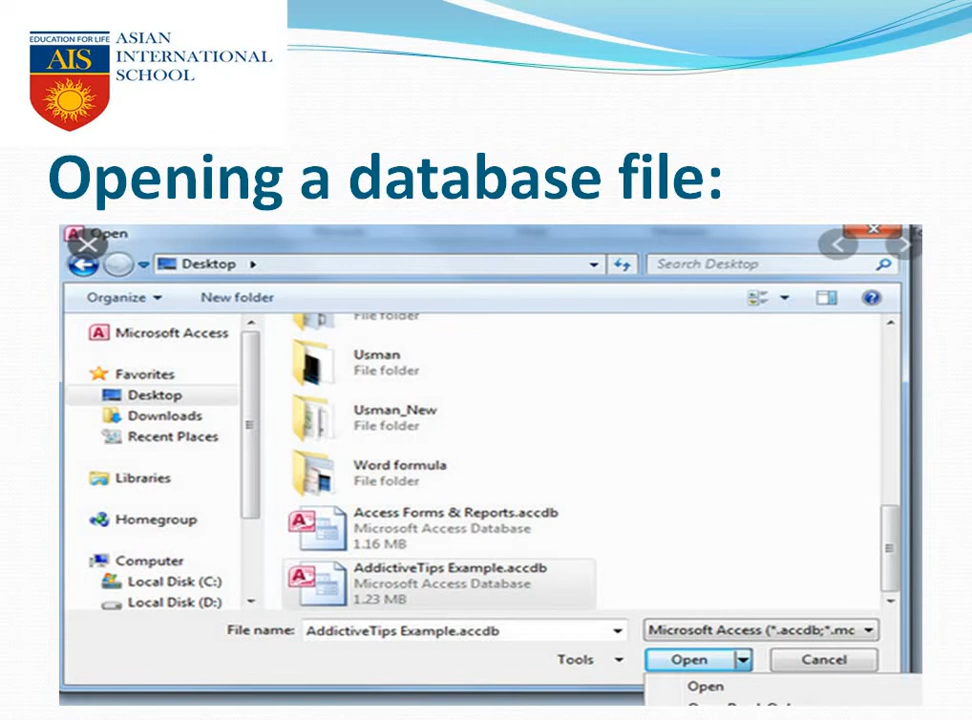 EDUCATION FOR LIFE
AIS
ASIAN
INTERNATIONAL
SCHOOL
Opening a database file:
Open
Desktop
Search Desktop
Organize
New folder
Microsoft Access
Favorites
Desktop
Downloads
Recent Places
Libraries
Homegroup
Computer
Local Disk (C:)
Local Disk (D:)
File folder
Usman
File folder
Usman_New
File folder
Word formula
File folder
Access Forms & Reports.accdb
Microsoft Access Database
1.16 MB
AddictiveTips Example.accdb
Microsoft Access Database
1.23 MB
File name: AddictiveTips Example.accdb
Microsoft Access (*.accdb;*.mc
Tools
Open
Cancel
Open